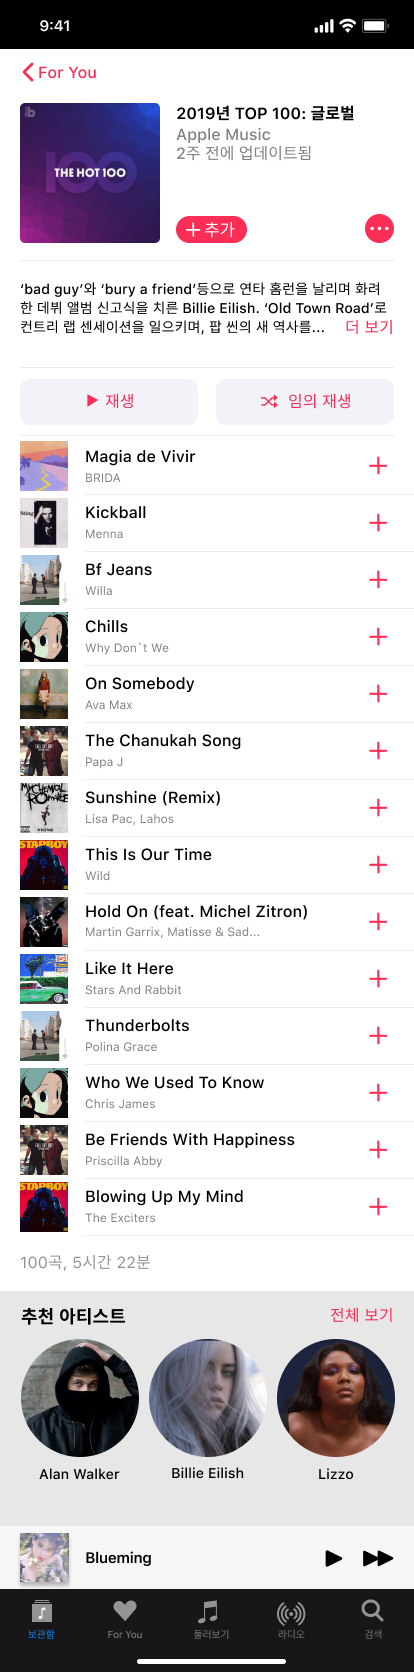 9:41
For You
THE HOT 100
2019년 TOP 100: 글로벌
Apple Music
2주 전에 업데이트됨
추가
‘bad guy’와 ‘bury a friend’등으로 연타 홈런을 날리며 화려
한 데뷔 앨범 신고식을 치른 Billie Eilish. ‘Old Town Road’로
컨트리 랩 센세이션을 일으키며, 팝 씬의 새 역사를... 더 보기
재생
임의 재생
Magia de Vivir
BRIDA
Sting
Kickball
Menna
Bf Jeans
Willa
Chills
Why Don`t We
On Somebody
Ava Max
The Chanukah Song
Papa J
MY CHEMICAL ROMANCE
Sunshine (Remix)
Lisa Pac, Lahos
STARBOY
This Is Our Time
Wild
Hold On (feat. Michel Zitron)
Martin Garrix, Matisse & Sad...
Like It Here
Stars And Rabbit
Thunderbolts
Polina Grace
Who We Used To Know
Chris James
Be Friends With Happiness
Priscilla Abby
STARBOY
Blowing Up My Mind
The Exciters
100곡, 5시간 22분
추천 아티스트
전체 보기
Alan Walker
Billie Eilish
Lizzo
Blueming
보관함
For You
둘러보기
라디오
검색